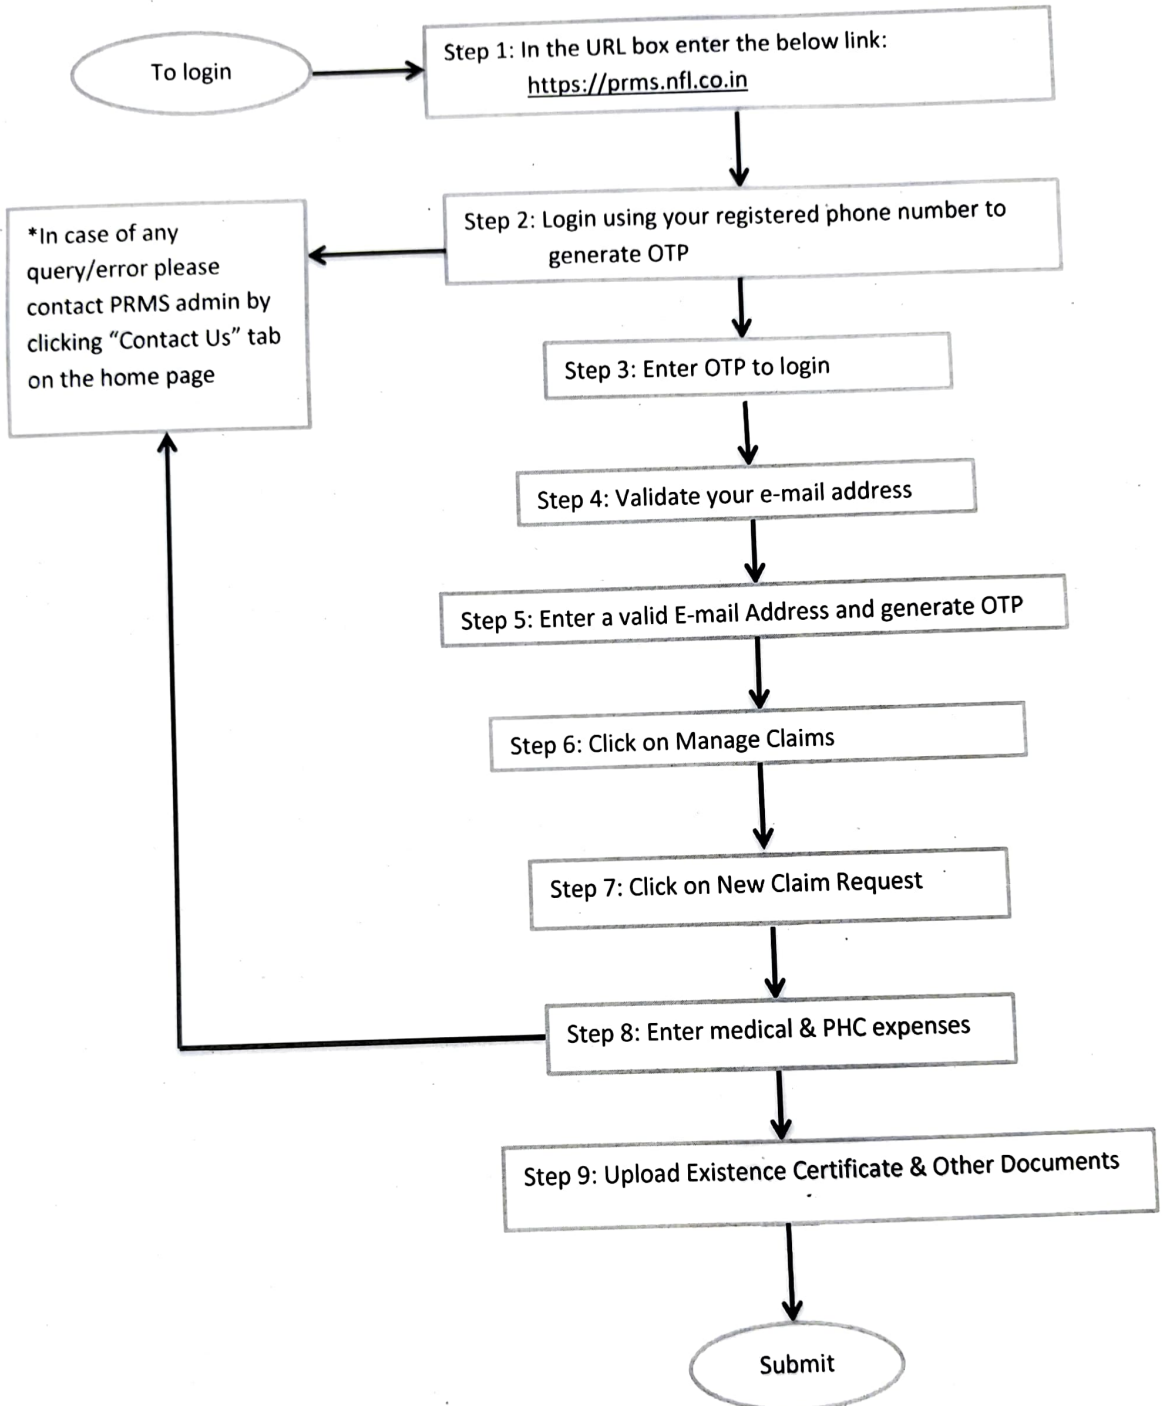 To login
Step 1: In the URL box enter the below link:
https://prms.nfl.co.in
Step 2: Login using your registered phone number to
generate OTP
*In case of any
query/error please
contact PRMS admin by
clicking “Contact Us” tab
on the home page
Step 3: Enter OTP to login
Step 4: Validate your e-mail address
Step 5: Enter a valid E-mail Address and generate OTP
Step 6: Click on Manage Claims
Step 7: Click on New Claim Request
Step 8: Enter medical & PHC expenses
Step 9: Upload Existence Certificate & Other Documents
Submit